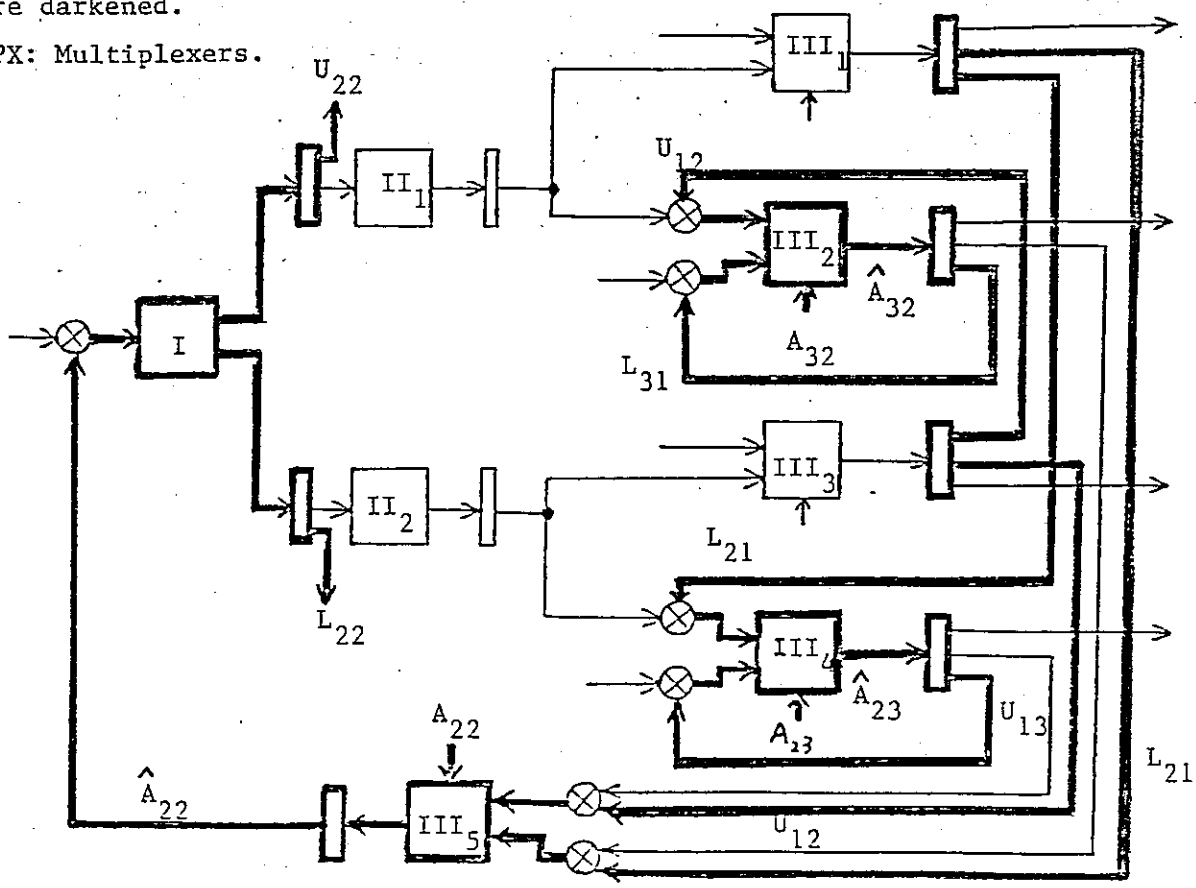 re darkened.
PX: Multiplexers.
III1
U22
II1
U12
III2
Â32
A32
L31
I
III3
II2
L21
L22
III4
Â23
A23
U13
A22
L21
Â22
III5
U12